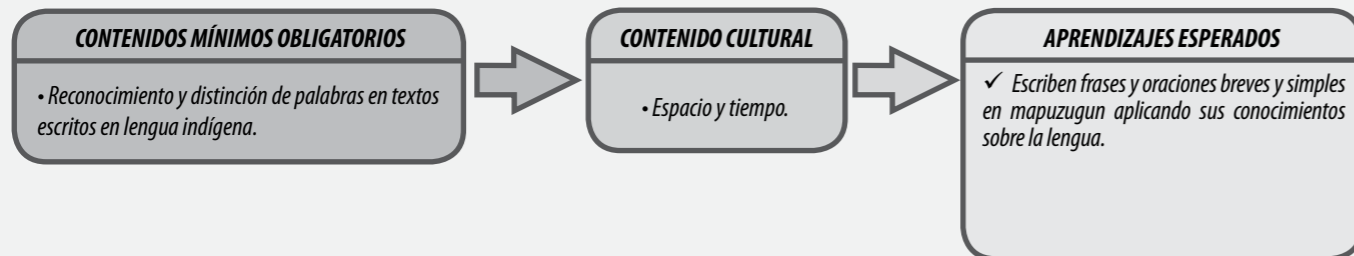 CONTENIDOS MÍNIMOS OBLIGATORIOS
• Reconocimiento y distinción de palabras en textos
escritos en lengua indígena.
CONTENIDO CULTURAL
• Espacio y tiempo.
APRENDIZAJES ESPERADOS
✓ Escriben frases y oraciones breves y simples
en mapuzugun aplicando sus conocimientos
sobre la lengua.